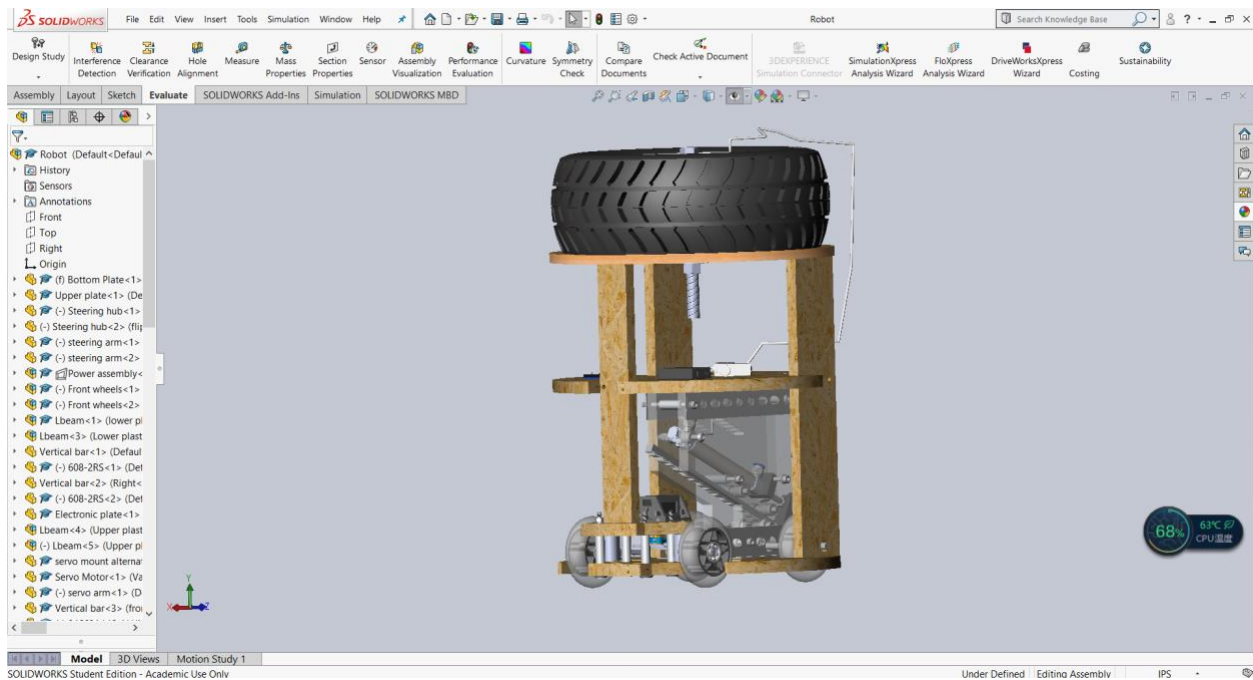 SOLIDWORKS File Edit View Insert Tools Simulation Window Help Robot Search Knowledge Base ?
Design Study Interference Detection Clearance Verification Hole Alignment Measure Mass Properties Section Properties Sensor Assembly Visualization Performance Evaluation Curvature Symmetry Check Compare Documents Check Active Document 3DEXPERIENCE Simulation Connector SimulationXpress Analysis Wizard FloXpress Analysis Wizard DriveWorksXpress Wizard Costing Sustainability
Assembly Layout Sketch Evaluate SOLIDWORKS Add-Ins Simulation SOLIDWORKS MBD
Robot (Default<Defaul
History
Sensors
Annotations
Front
Top
Right
Origin
(f) Bottom Plate<1>
Upper plate<1> (De
(-) Steering hub<1>
(-) Steering hub<2> (flip
(-) steering arm<1>
(-) steering arm<2>
Power assembly<
(-) Front wheels<1>
(-) Front wheels<2>
Lbeam<1> (lower pl
Lbeam<3> (Lower plast
Vertical bar<1> (Defaul
(-) 608-2RS<1> (Def
Vertical bar<2> (Right<
(-) 608-2RS<2> (Def
Electronic plate<1>
Lbeam<4> (Upper plast
(-) Lbeam<5> (Upper pl
servo mount alterna
Servo Motor<1> (Va
(-) servo arm<1> (D
Vertical bar<3> (fro
68% 63°C
CPU温度
Y
X Z
Model 3D Views Motion Study 1
SOLIDWORKS Student Edition - Academic Use Only Under Defined Editing Assembly IPS